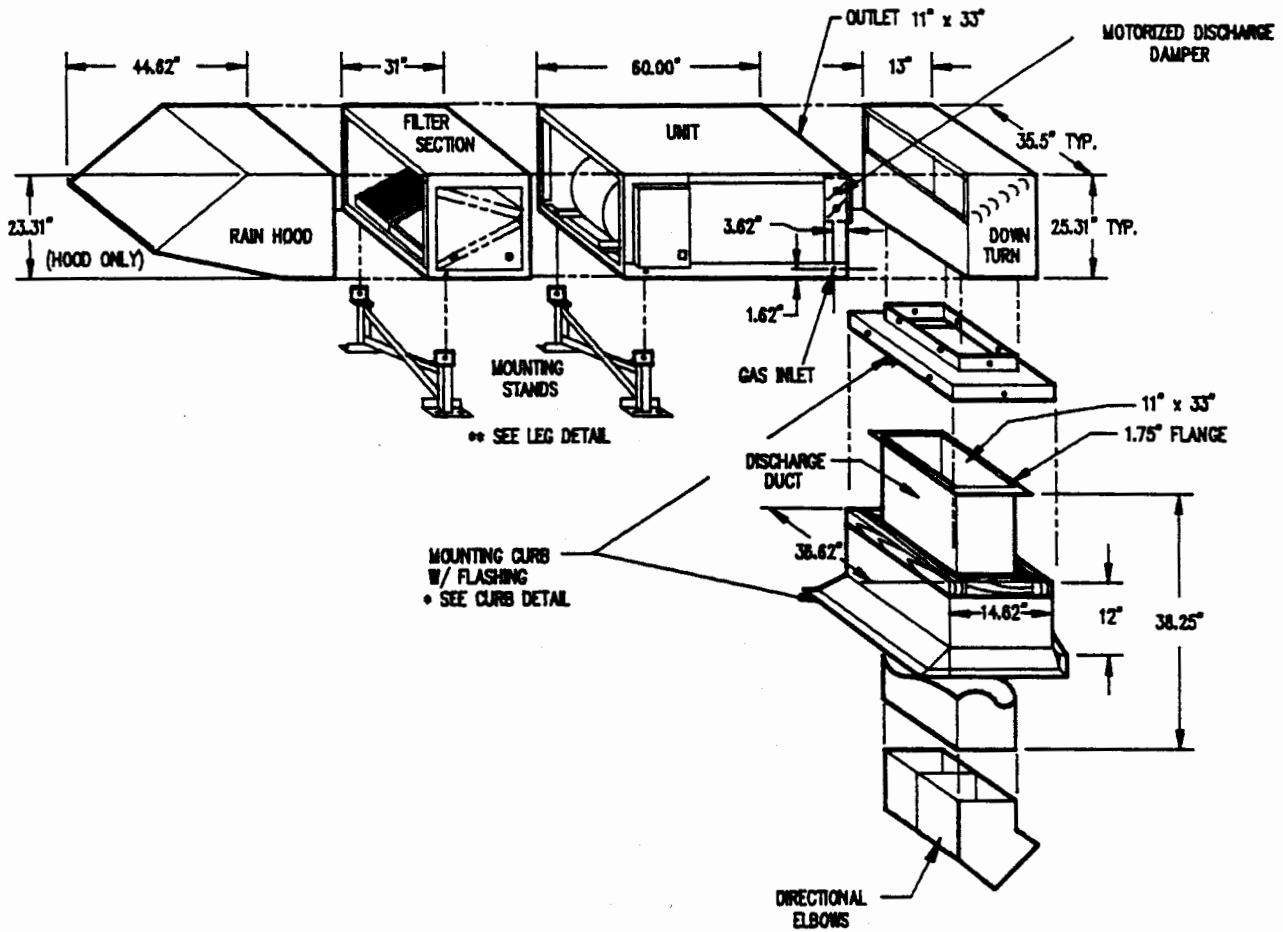 OUTLET 11" x 33"
MOTORIZED DISCHARGE
DAMPER
44.62"
31"
60.00"
13"
FILTER
SECTION
UNIT
35.5" TYP.
23.31"
(HOOD ONLY)
RAIN HOOD
3.62"
DOWN
TURN
25.31" TYP.
1.62"
GAS INLET
MOUNTING
STANDS
** SEE LEG DETAIL
11" x 33"
1.75" FLANGE
DISCHARGE
DUCT
38.62"
MOUNTING CURB
W/ FLASHING
* SEE CURB DETAIL
14.62"
12"
38.25"
DIRECTIONAL
ELBOWS